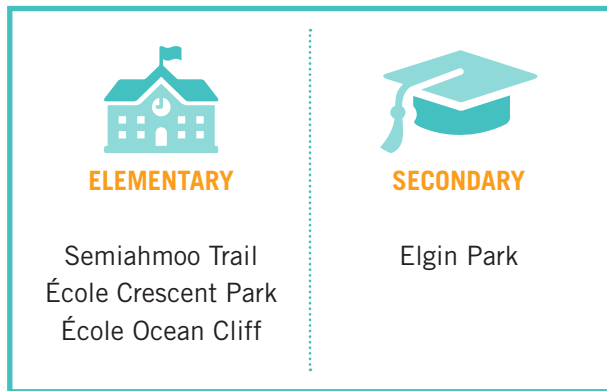 ELEMENTARY
Semiahmoo Trail
École Crescent Park
École Ocean Cliff
SECONDARY
Elgin Park